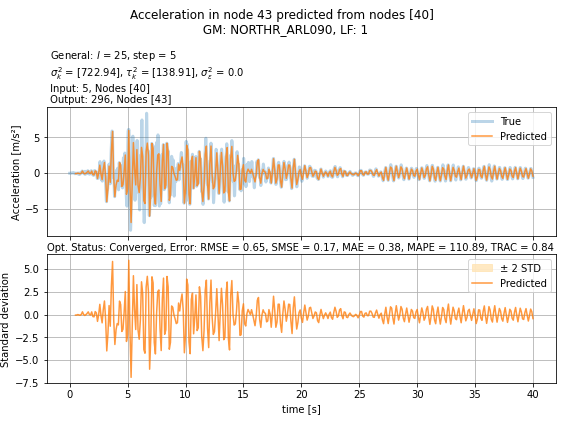 Acceleration in node 43 predicted from nodes [40]
GM: NORTHR_ARL090, LF: 1
General: l = 25, step = 5
σ²ₖ = [722.94], τ²ₖ = [138.91], σ²ε = 0.0
Input: 5, Nodes [40]
Output: 296, Nodes [43]
True
Predicted
5
0
−5
Acceleration [m/s²]
Opt. Status: Converged, Error: RMSE = 0.65, SMSE = 0.17, MAE = 0.38, MAPE = 110.89, TRAC = 0.84
± 2 STD
Predicted
5.0
2.5
0.0
−2.5
−5.0
−7.5
Standard deviation
0 5 10 15 20 25 30 35 40
time [s]